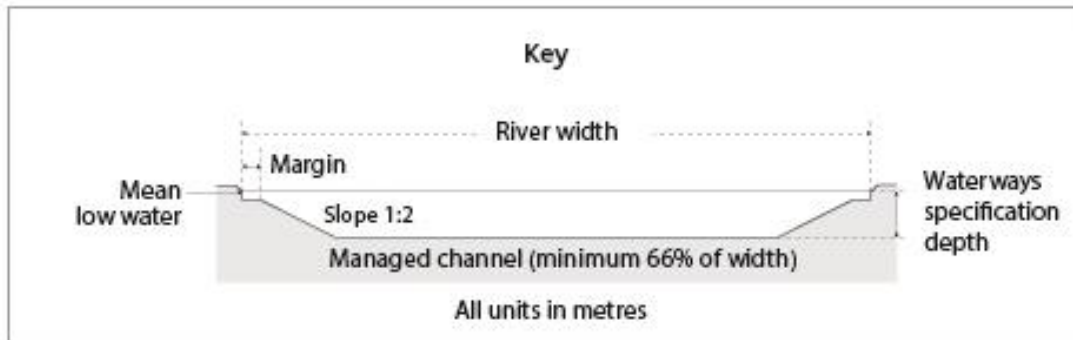 Key
River width
Margin
Mean
low water
Waterways
specification
depth
Slope 1:2
Managed channel (minimum 66% of width)
All units in metres